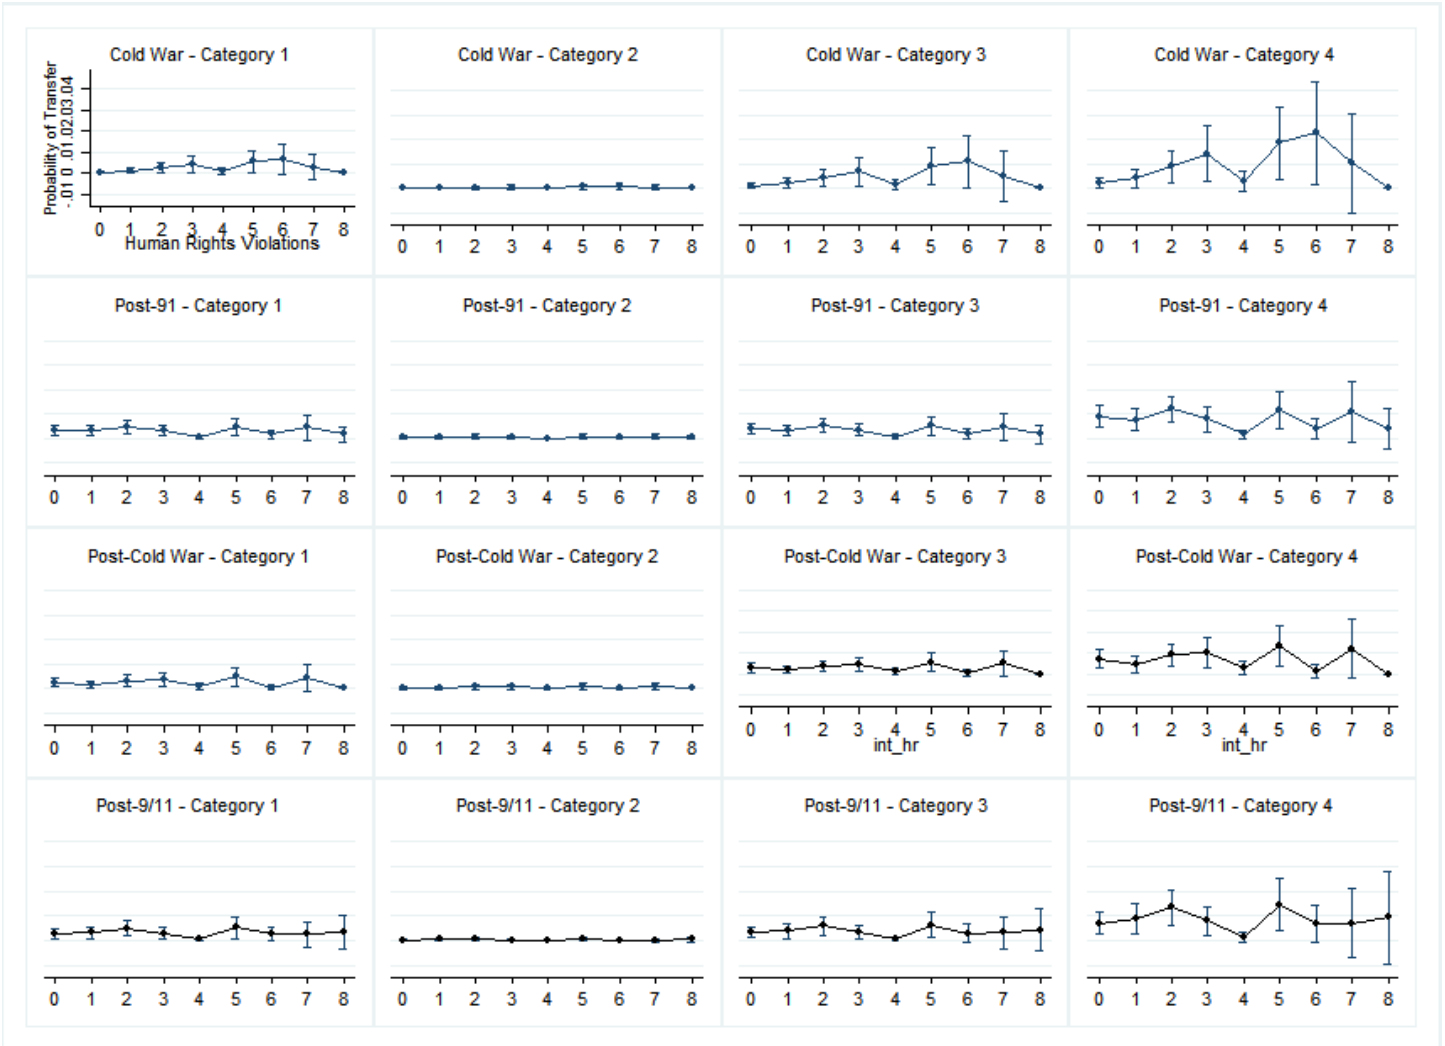 Cold War - Category 1
Cold War - Category 2
Cold War - Category 3
Cold War - Category 4
Probability of Transfer
-.01 0 .01.02.03.04
0 1 2 3 4 5 6 7 8
Human Rights Violations
0 1 2 3 4 5 6 7 8
0 1 2 3 4 5 6 7 8
0 1 2 3 4 5 6 7 8
Post-91 - Category 1
Post-91 - Category 2
Post-91 - Category 3
Post-91 - Category 4
0 1 2 3 4 5 6 7 8
0 1 2 3 4 5 6 7 8
0 1 2 3 4 5 6 7 8
0 1 2 3 4 5 6 7 8
Post-Cold War - Category 1
Post-Cold War - Category 2
Post-Cold War - Category 3
Post-Cold War - Category 4
0 1 2 3 4 5 6 7 8
0 1 2 3 4 5 6 7 8
0 1 2 3 4 5 6 7 8
int_hr
0 1 2 3 4 5 6 7 8
int_hr
Post-9/11 - Category 1
Post-9/11 - Category 2
Post-9/11 - Category 3
Post-9/11 - Category 4
0 1 2 3 4 5 6 7 8
0 1 2 3 4 5 6 7 8
0 1 2 3 4 5 6 7 8
0 1 2 3 4 5 6 7 8